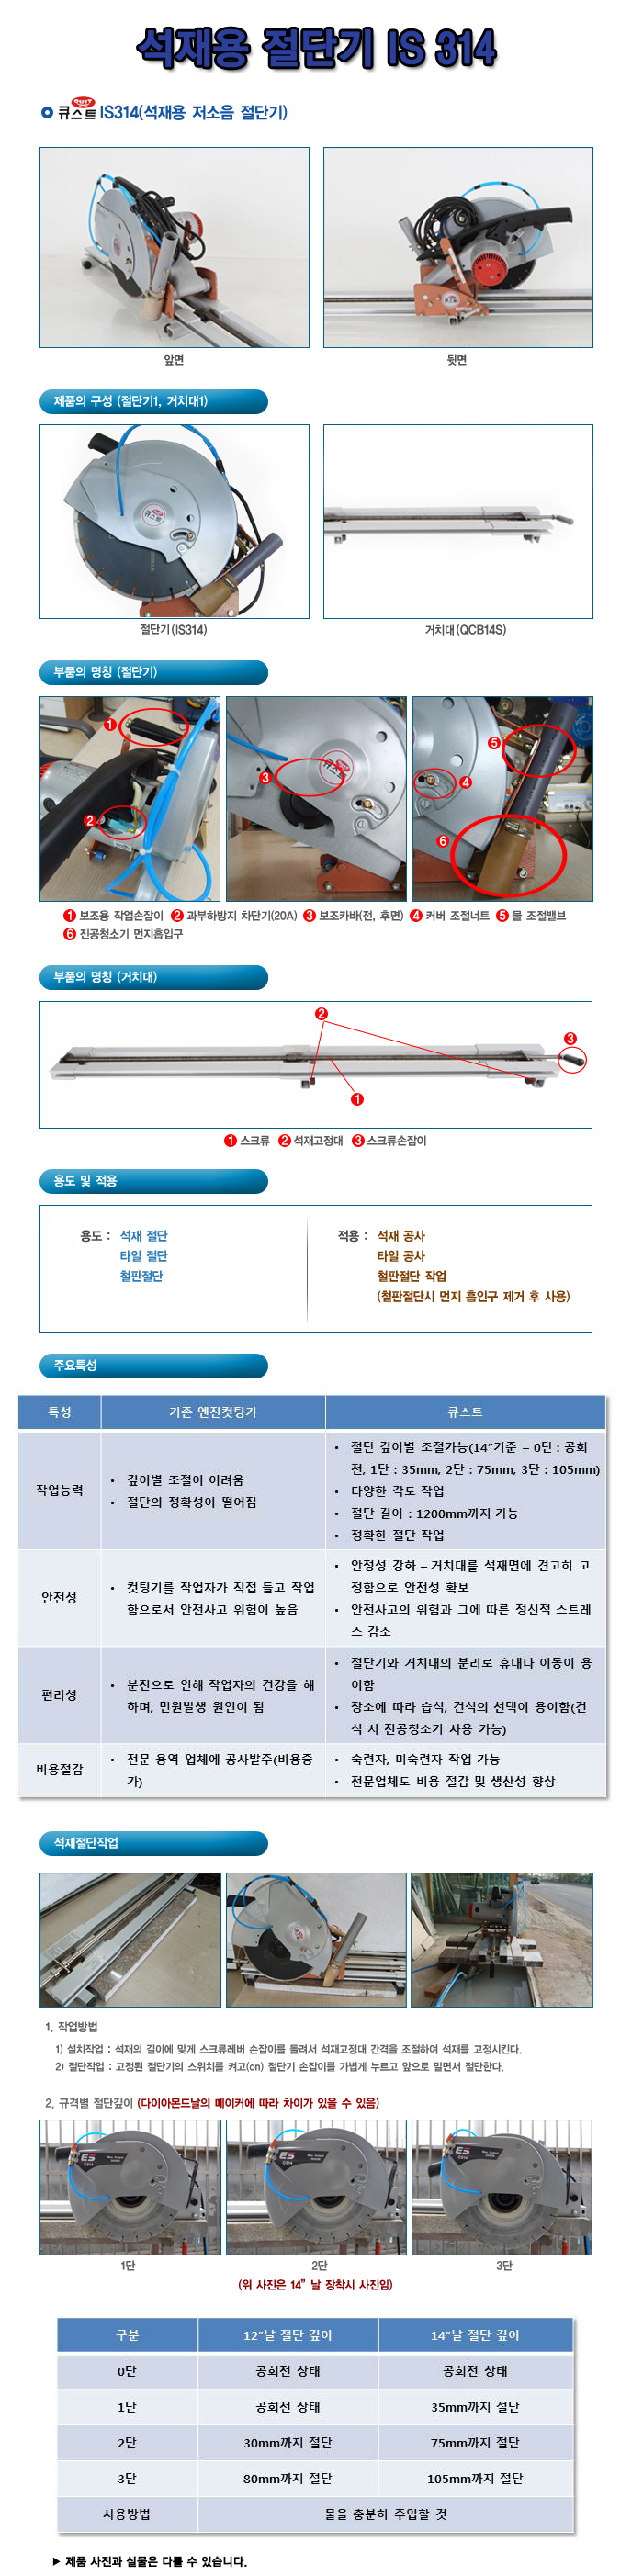 석재용 절단기 IS 314
큐스트 IS314(석재용 저소음 절단기)
앞면
뒷면
제품의 구성 (절단기1, 거치대1)
큐스트
절단기(IS314)
거치대(QCB14S)
부품의 명칭 (절단기)
1
2
3
큐스트
4
5
6
1 보조용 작업손잡이 2 과부하방지 차단기(20A) 3 보조카바(전, 후면) 4 커버 조절너트 5 물 조절밸브
6 진공청소기 먼지흡입구
부품의 명칭 (거치대)
2
3
1
1 스크류 2 석재고정대 3 스크류손잡이
용도 및 적용
용도 : 석재 절단
타일 절단
철판절단
적용 : 석재 공사
타일 공사
철판절단 작업
(철판절단시 먼지 흡인구 제거 후 사용)
주요특성
특성 기존 엔진컷팅기 큐스트
작업능력
• 깊이별 조절이 어려움
• 절단의 정확성이 떨어짐
• 절단 깊이별 조절가능(14"기준 – 0단 : 공회
전, 1단 : 35mm, 2단 : 75mm, 3단 : 105mm)
• 다양한 각도 작업
• 절단 길이 : 1200mm까지 가능
• 정확한 절단 작업
안전성
• 컷팅기를 작업자가 직접 들고 작업
함으로서 안전사고 위험이 높음
• 안정성 강화 – 거치대를 석재면에 견고히 고
정함으로 안전성 확보
• 안전사고의 위험과 그에 따른 정신적 스트레
스 감소
편리성
• 분진으로 인해 작업자의 건강을 해
하며, 민원발생 원인이 됨
• 절단기와 거치대의 분리로 휴대나 이동이 용
이함
• 장소에 따라 습식, 건식의 선택이 용이함(건
식 시 진공청소기 사용 가능)
비용절감
• 전문 용역 업체에 공사발주(비용증
가)
• 숙련자, 미숙련자 작업 가능
• 전문업체도 비용 절감 및 생산성 향상
석재절단작업
1. 작업방법
1) 설치작업 : 석재의 길이에 맞게 스크류레버 손잡이를 돌려서 석재고정대 간격을 조절하여 석재를 고정시킨다.
2) 절단작업 : 고정된 절단기의 스위치를 켜고(on) 절단기 손잡이를 가볍게 누르고 앞으로 밀면서 절단한다.
2. 규격별 절단깊이 (다이아몬드날의 메이커에 따라 차이가 있을 수 있음)
1단
2단
3단
(위 사진은 14" 날 장착시 사진임)
구분 12"날 절단 깊이 14"날 절단 깊이
0단 공회전 상태 공회전 상태
1단 공회전 상태 35mm까지 절단
2단 30mm까지 절단 75mm까지 절단
3단 80mm까지 절단 105mm까지 절단
사용방법 물을 충분히 주입할 것
▶ 제품 사진과 실물은 다를 수 있습니다.